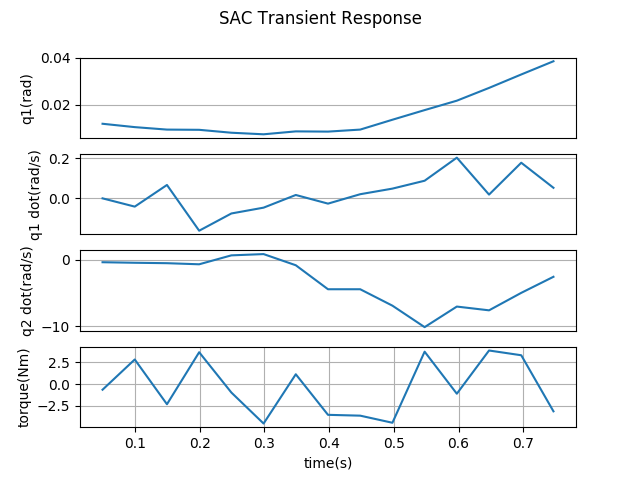 SAC Transient Response
q1(rad)
0.04
0.02
q1 dot(rad/s)
0.2
0.0
q2 dot(rad/s)
0
−10
torque(Nm)
2.5
0.0
−2.5
0.1 0.2 0.3 0.4 0.5 0.6 0.7
time(s)